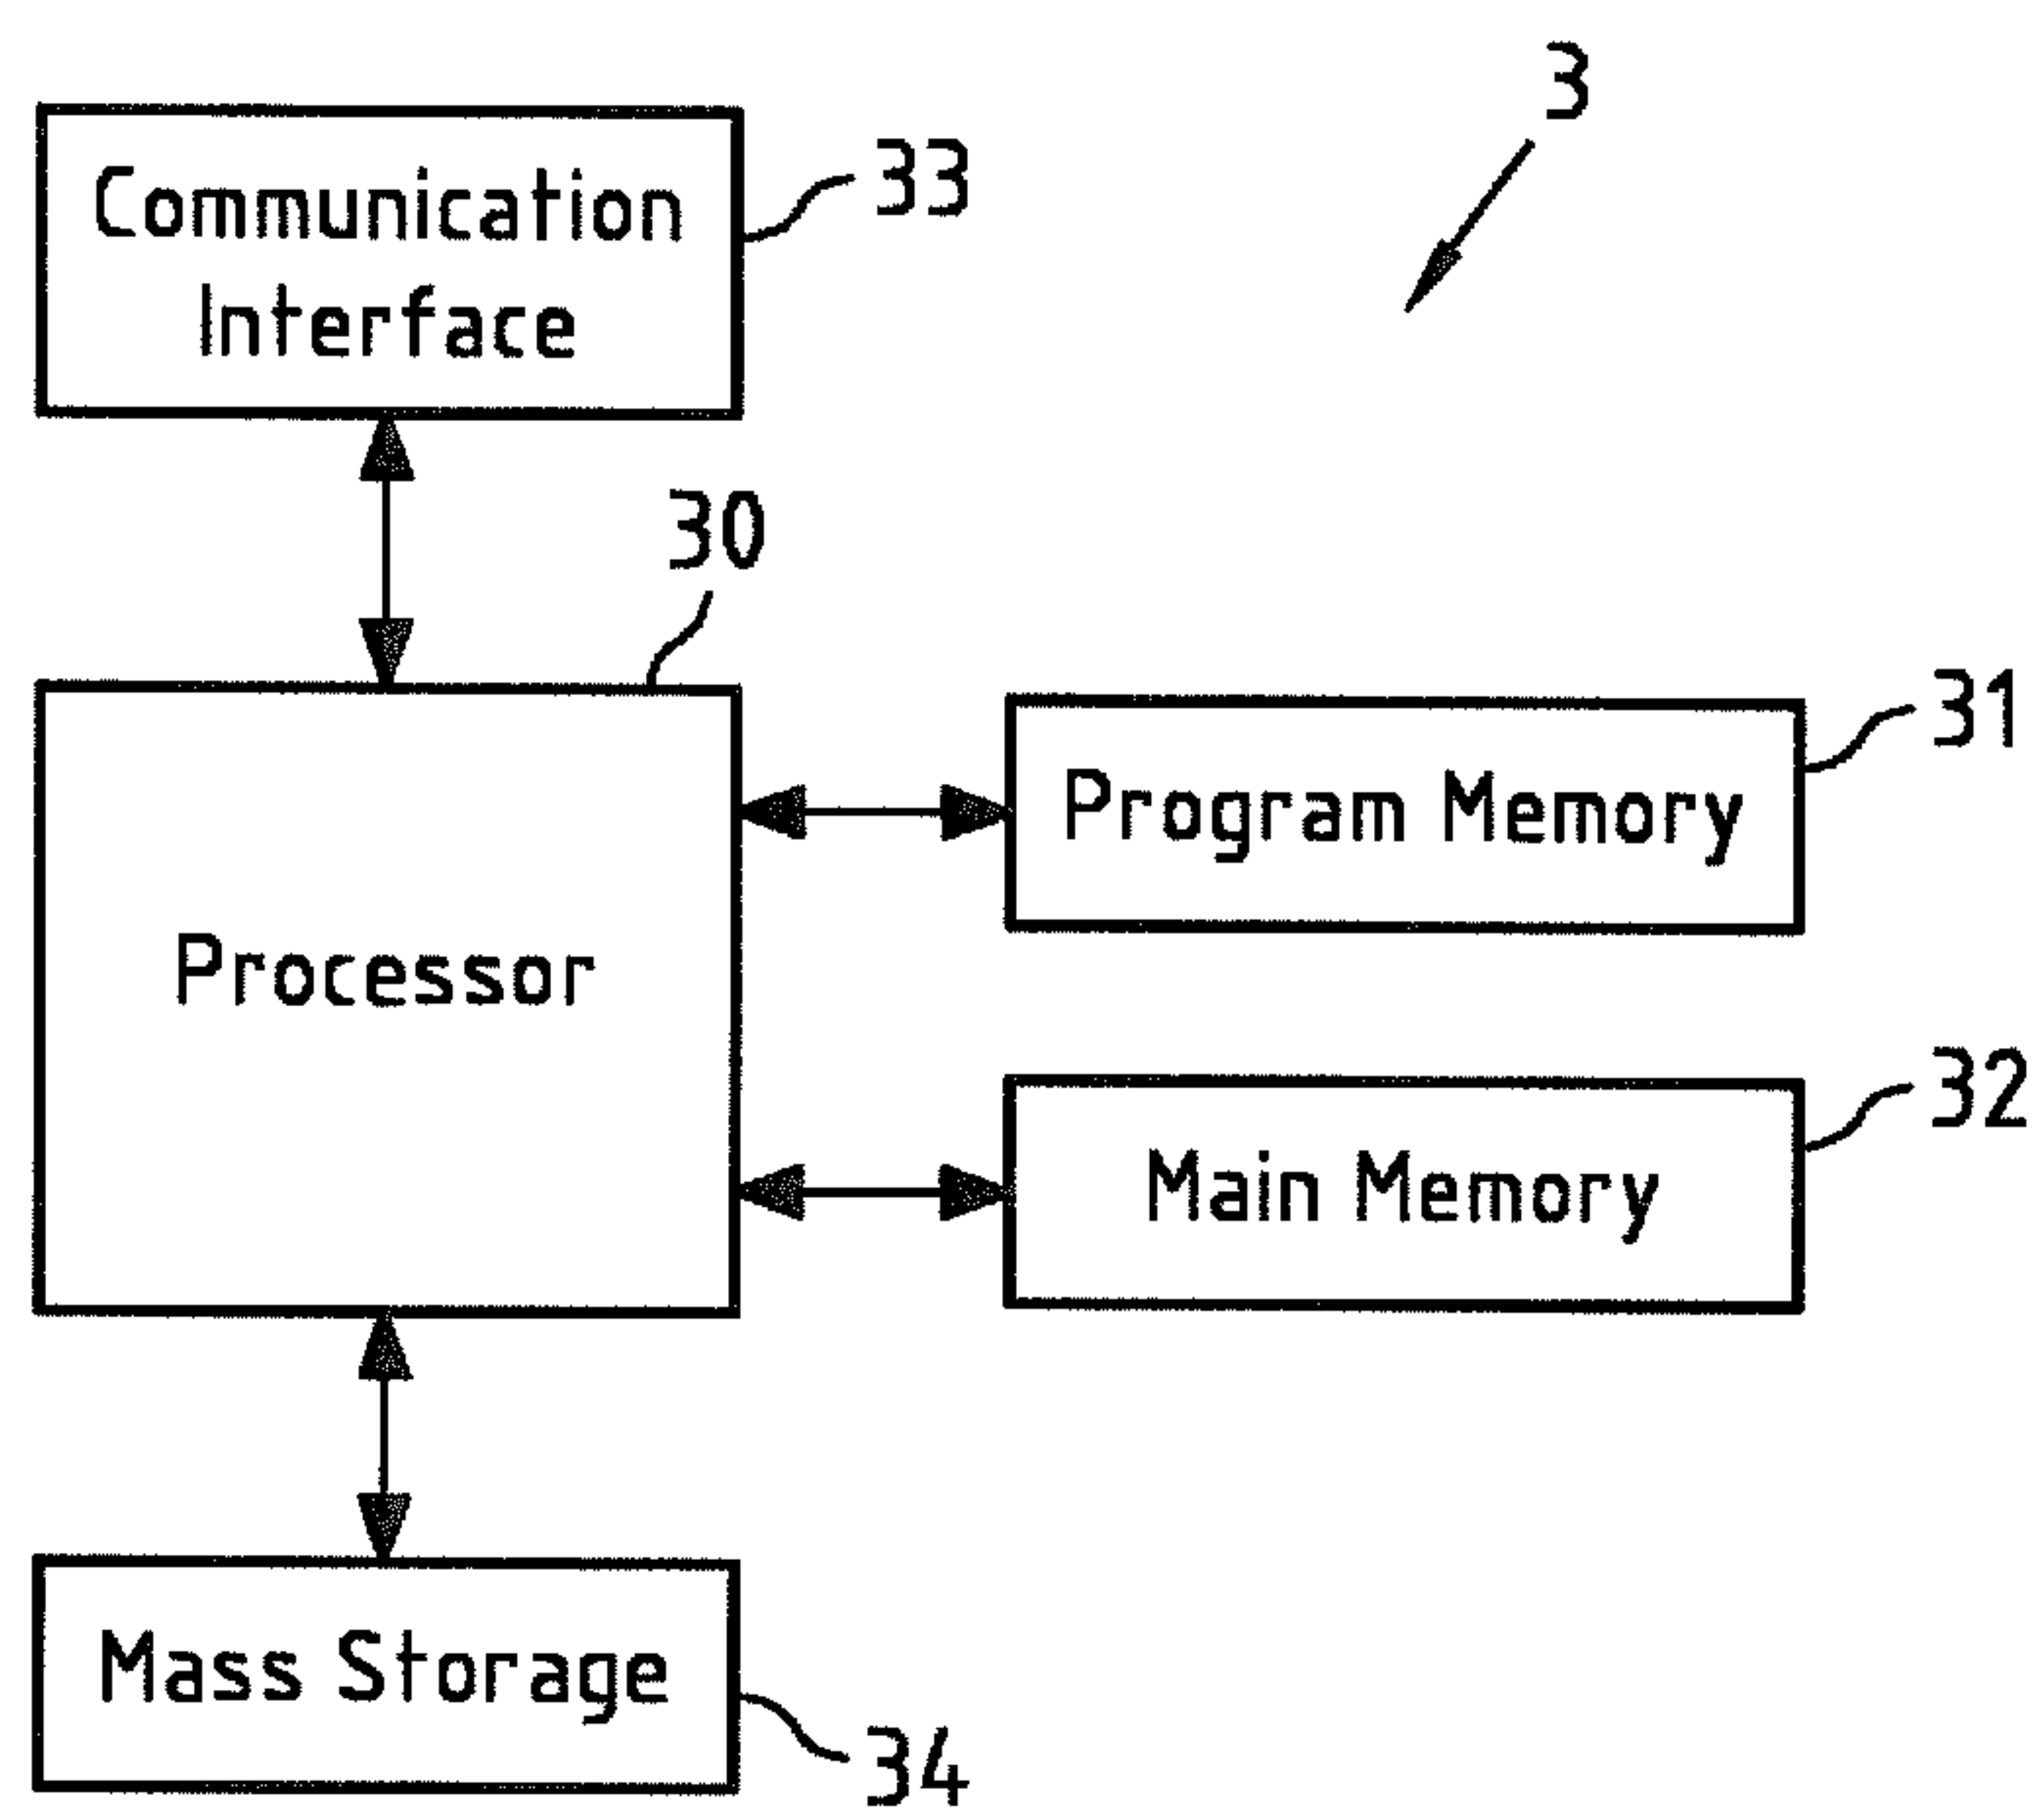 3
Communication
Interface
33
30
Processor
Program Memory
31
Main Memory
32
Mass Storage
34